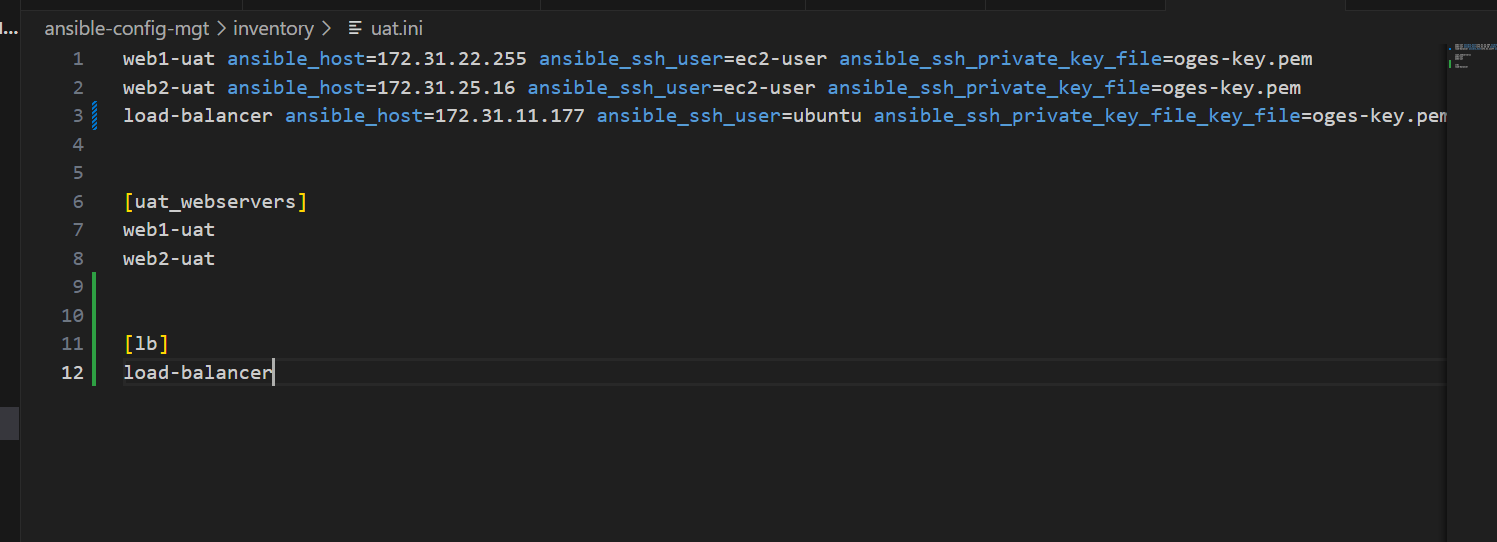 ansible-config-mgt > inventory > uat.ini
1 web1-uat ansible_host=172.31.22.255 ansible_ssh_user=ec2-user ansible_ssh_private_key_file=oges-key.pem
2 web2-uat ansible_host=172.31.25.16 ansible_ssh_user=ec2-user ansible_ssh_private_key_file=oges-key.pem
3 load-balancer ansible_host=172.31.11.177 ansible_ssh_user=ubuntu ansible_ssh_private_key_file_key_file=oges-key.pem
4
5
6 [uat_webservers]
7 web1-uat
8 web2-uat
9
10
11 [lb]
12 load-balancer